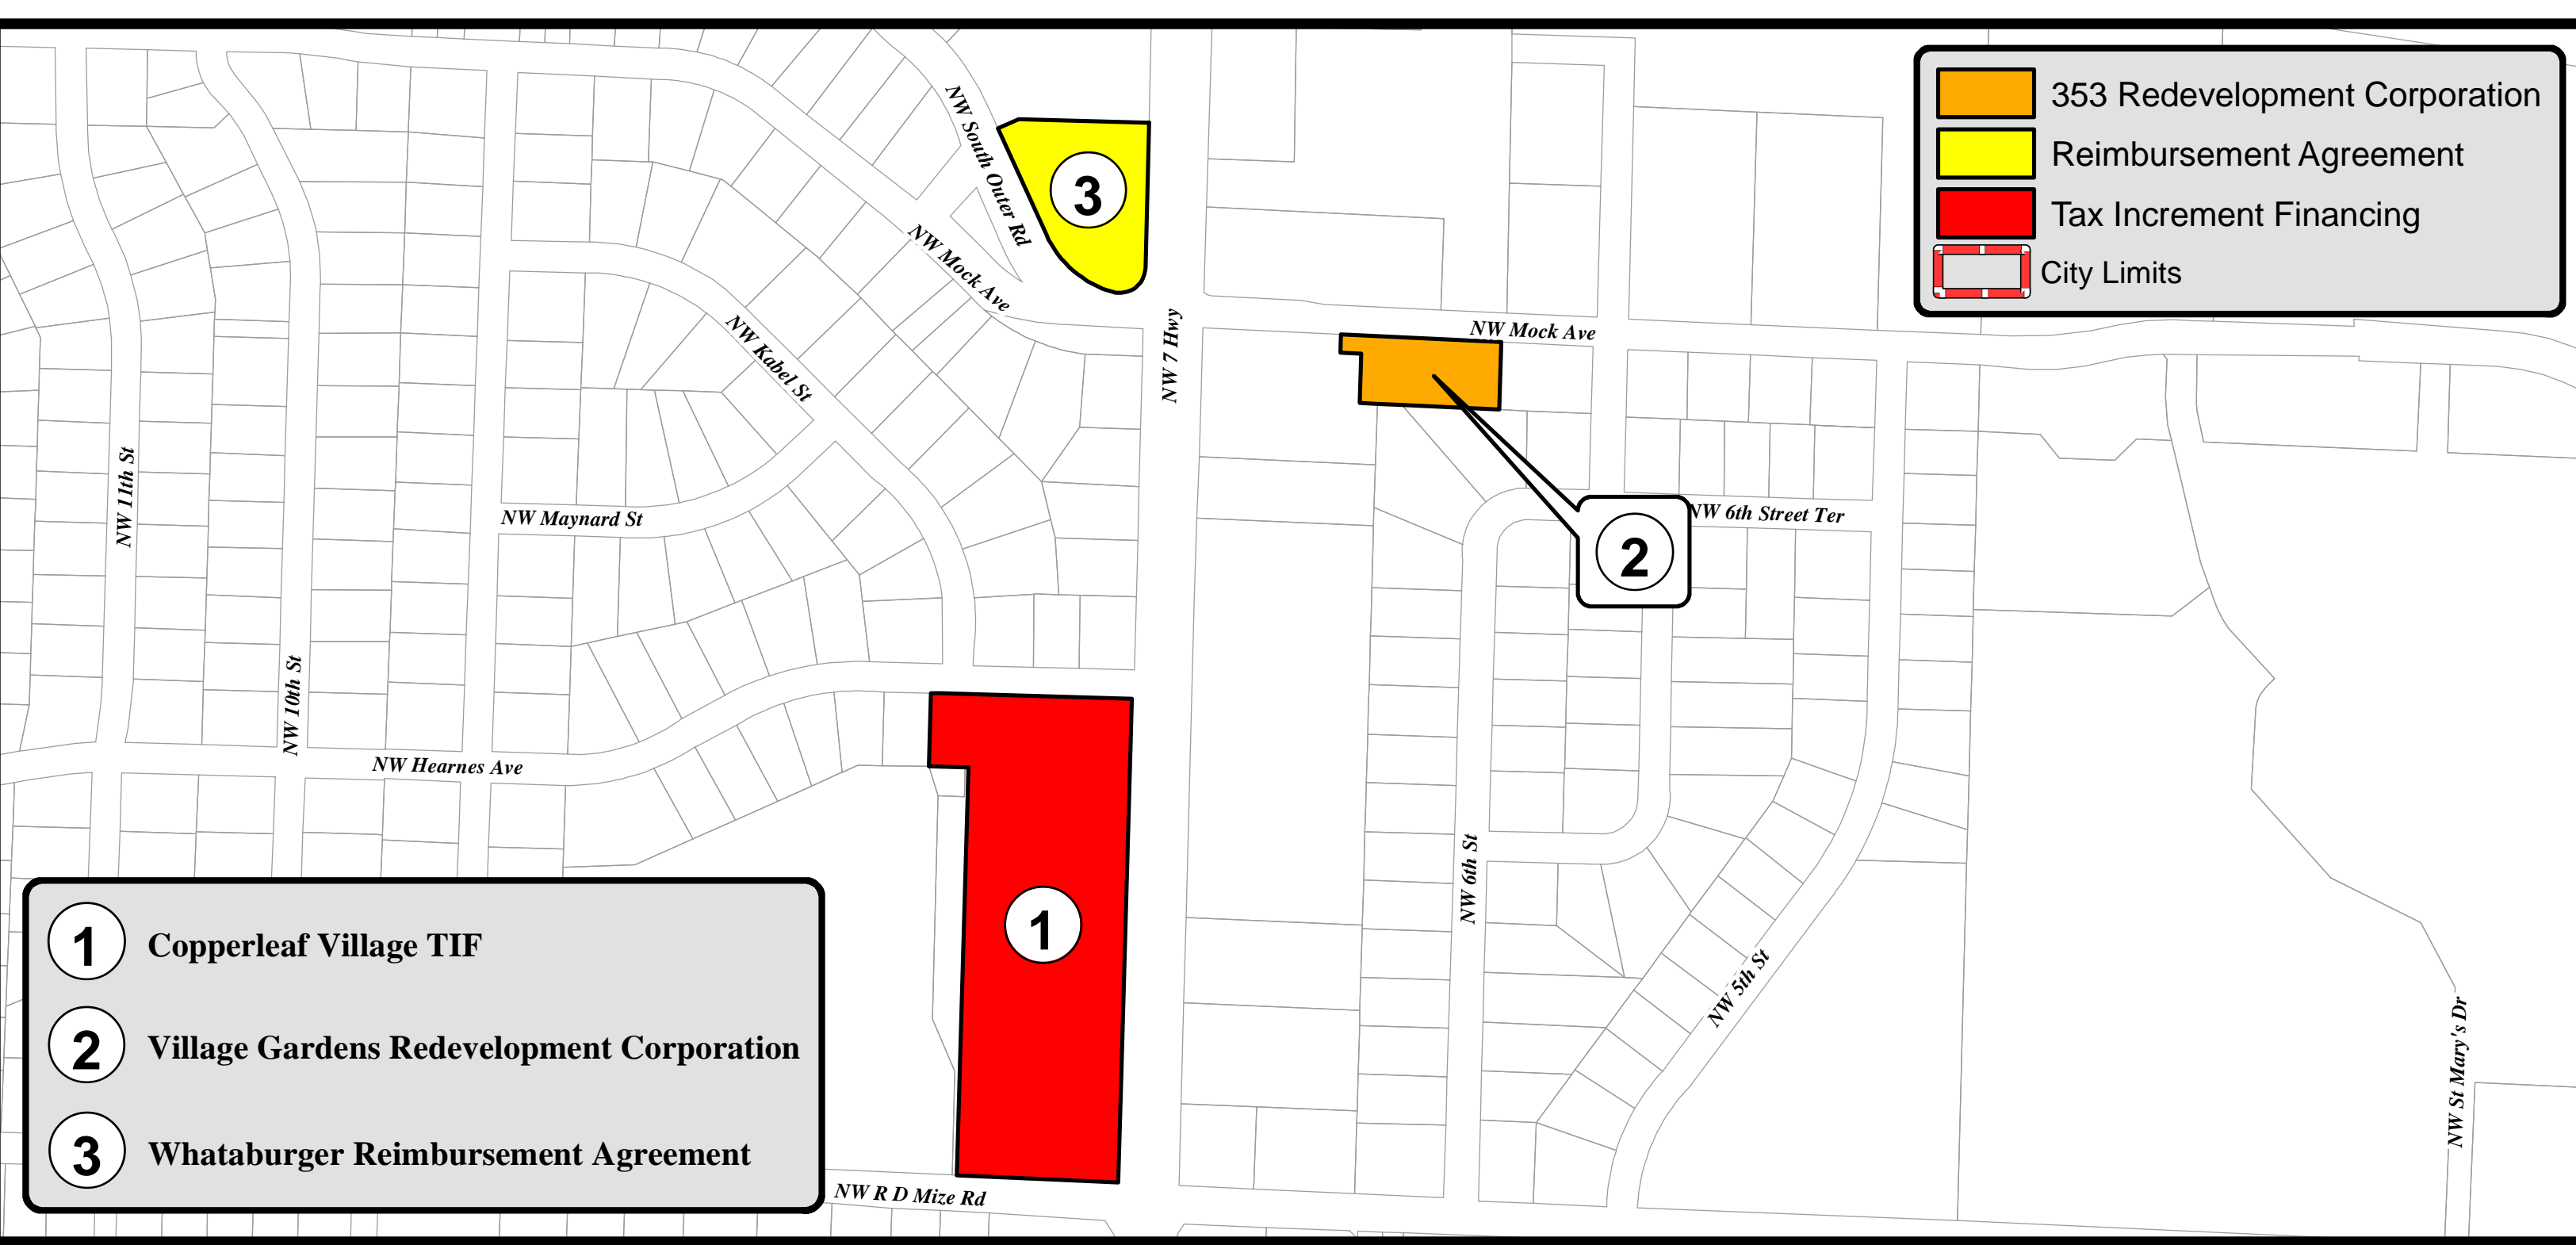 353 Redevelopment Corporation
Reimbursement Agreement
Tax Increment Financing
City Limits
NW South Outer Rd
3
NW Mock Ave
NW Mock Ave
NW 7 Hwy
NW Kabel St
NW 11th St
NW Maynard St
NW 6th Street Ter
2
NW 10th St
NW Hearnes Ave
1
NW 6th St
NW 5th St
NW St Mary's Dr
NW R D Mize Rd
1 Copperleaf Village TIF
2 Village Gardens Redevelopment Corporation
3 Whataburger Reimbursement Agreement